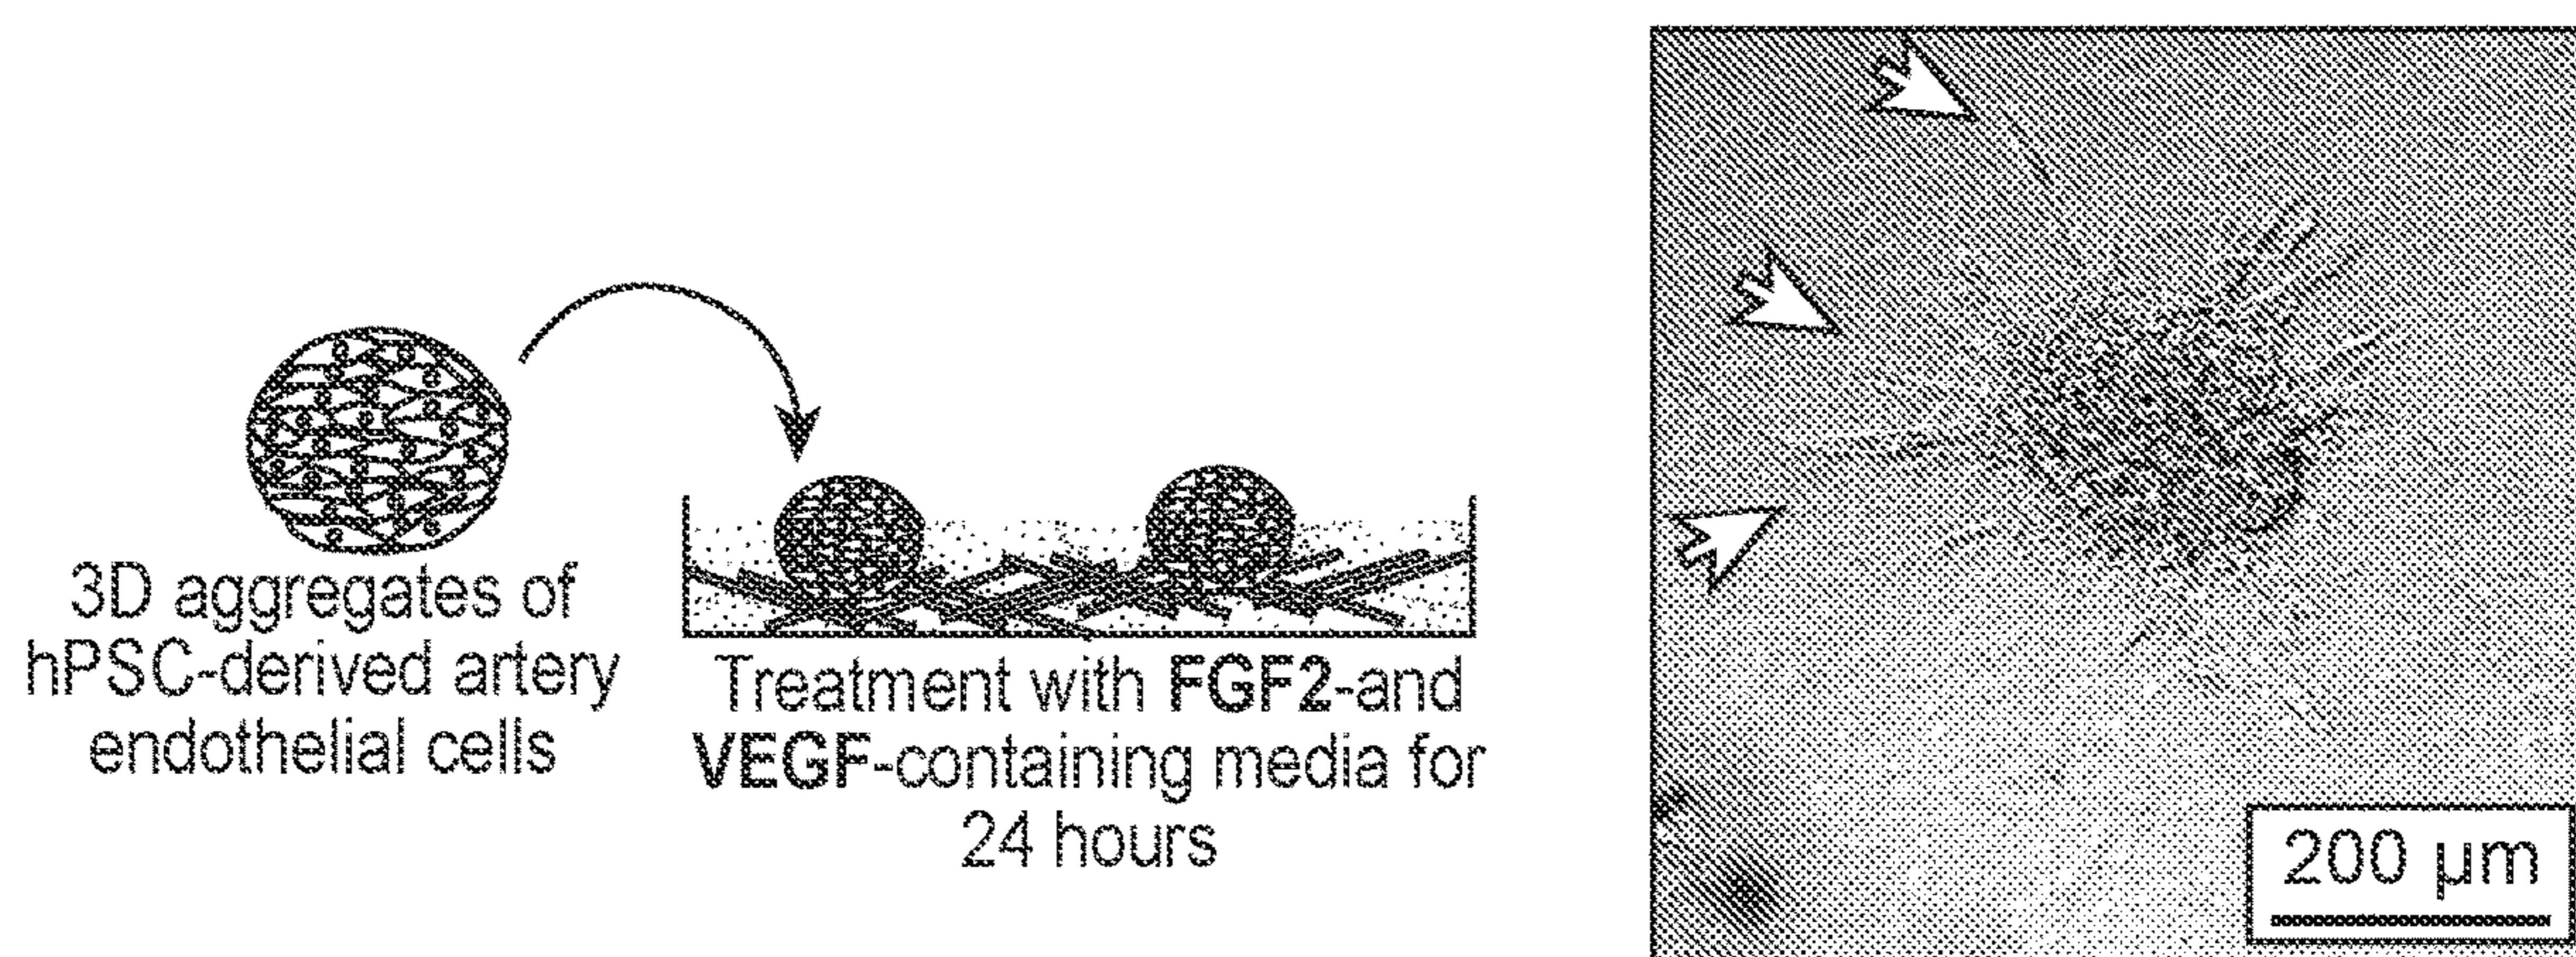 3D aggregates of
hPSC-derived artery
endothelial cells
Treatment with FGF2-and
VEGF-containing media for
24 hours
200 µm